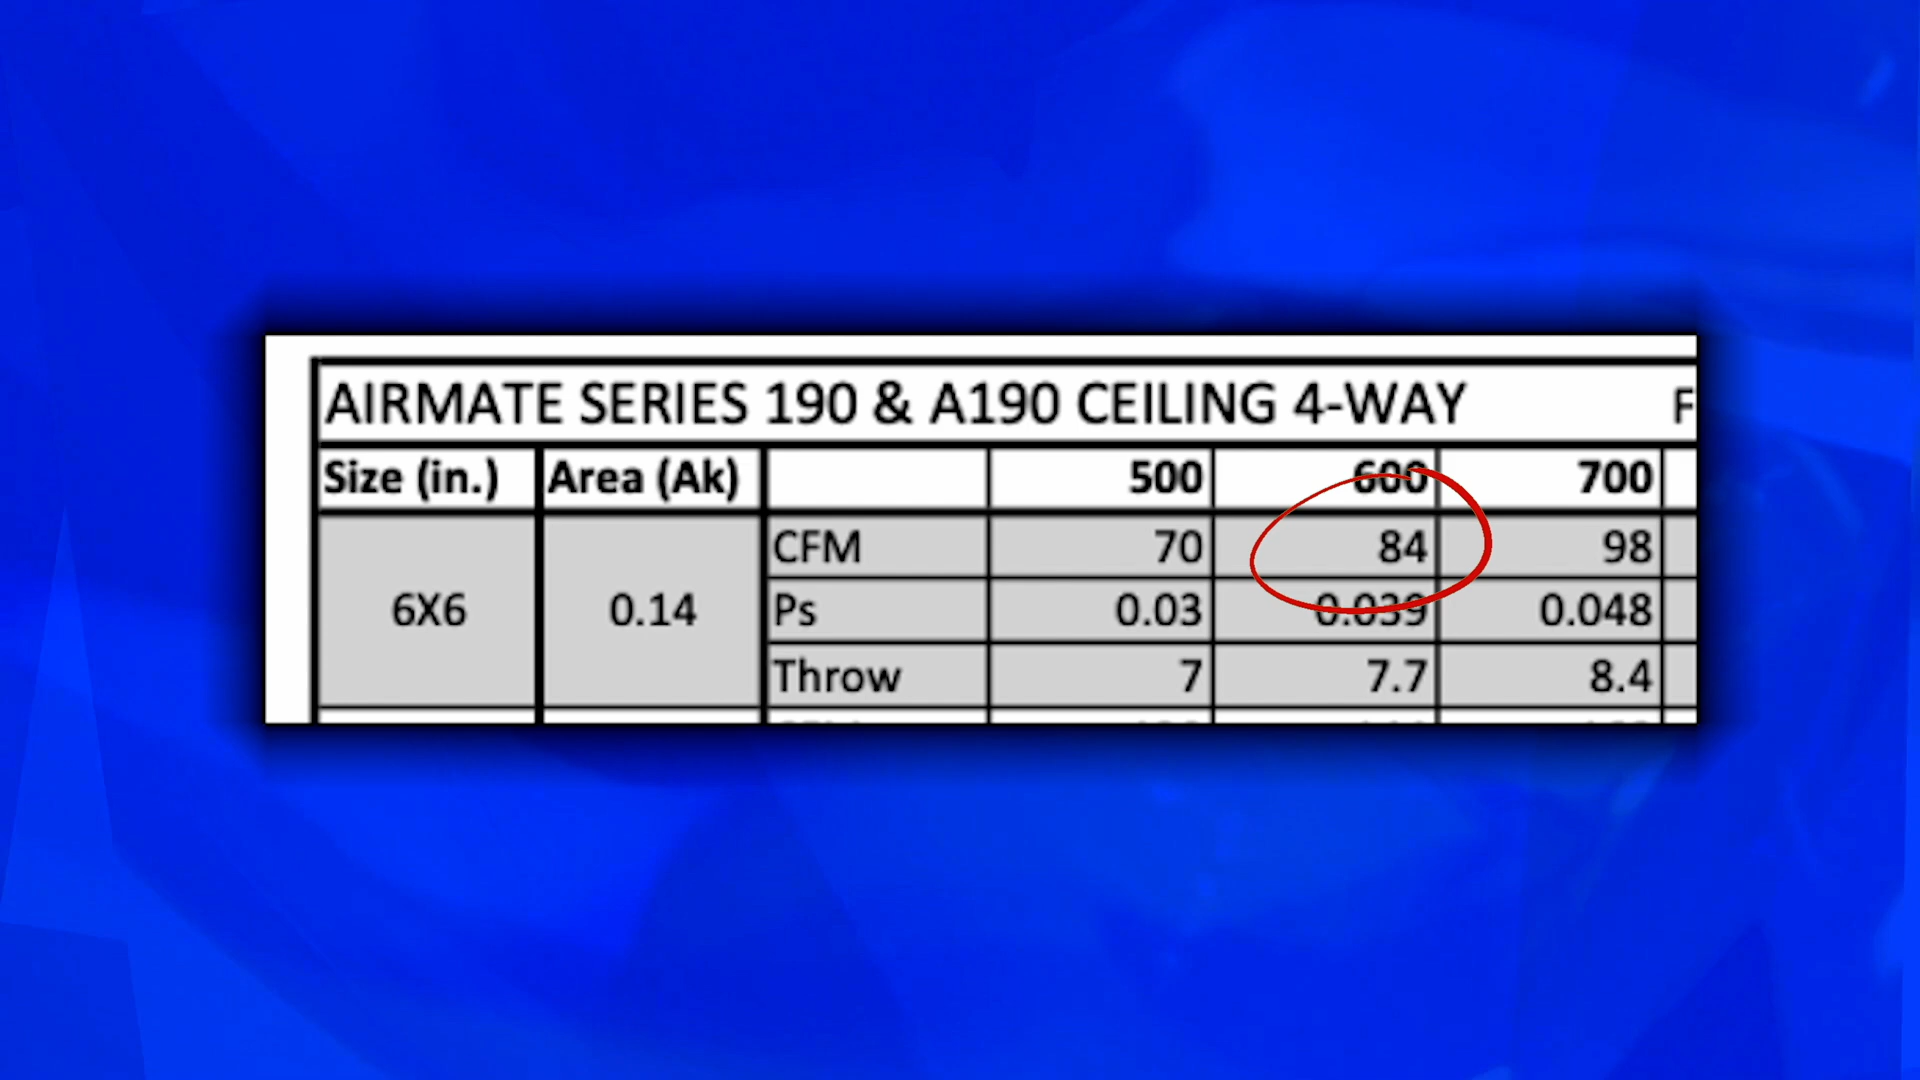 AIRMATE SERIES 190 & A190 CEILING 4-WAY F
Size (in.) Area (Ak) 500 600 700
6X6 0.14 CFM 70 84 98
Ps 0.03 0.039 0.048
Throw 7 7.7 8.4